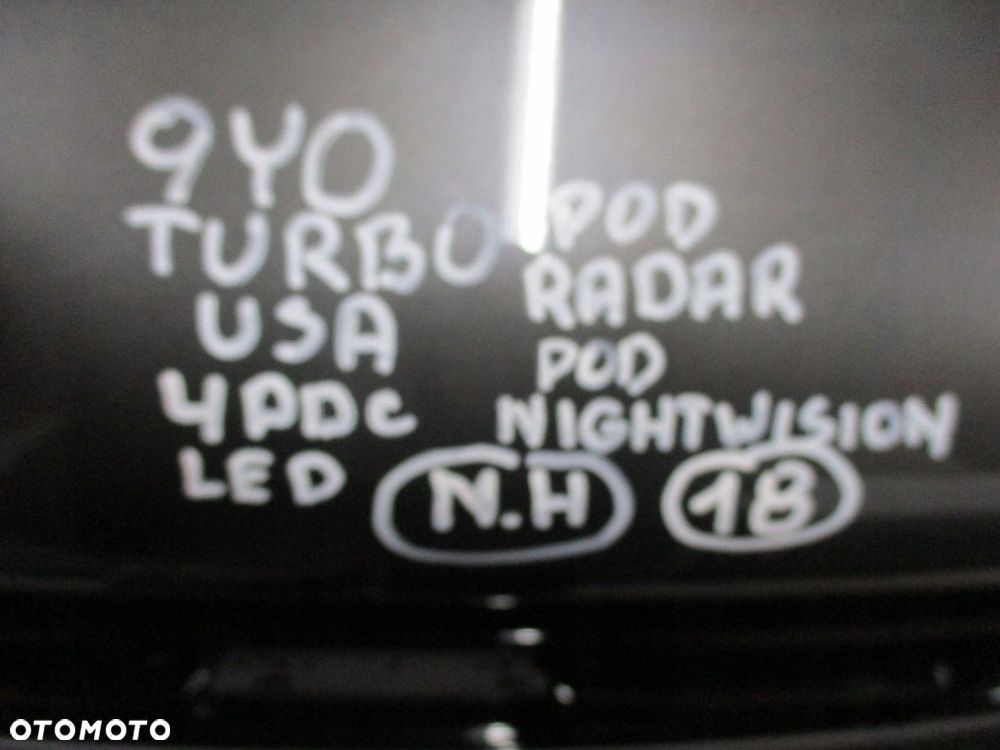 9Y0
TURBO
USA
4PDC
LED
POD
RADAR
POD
NIGHTWISION
N.H
18
OTOMOTO